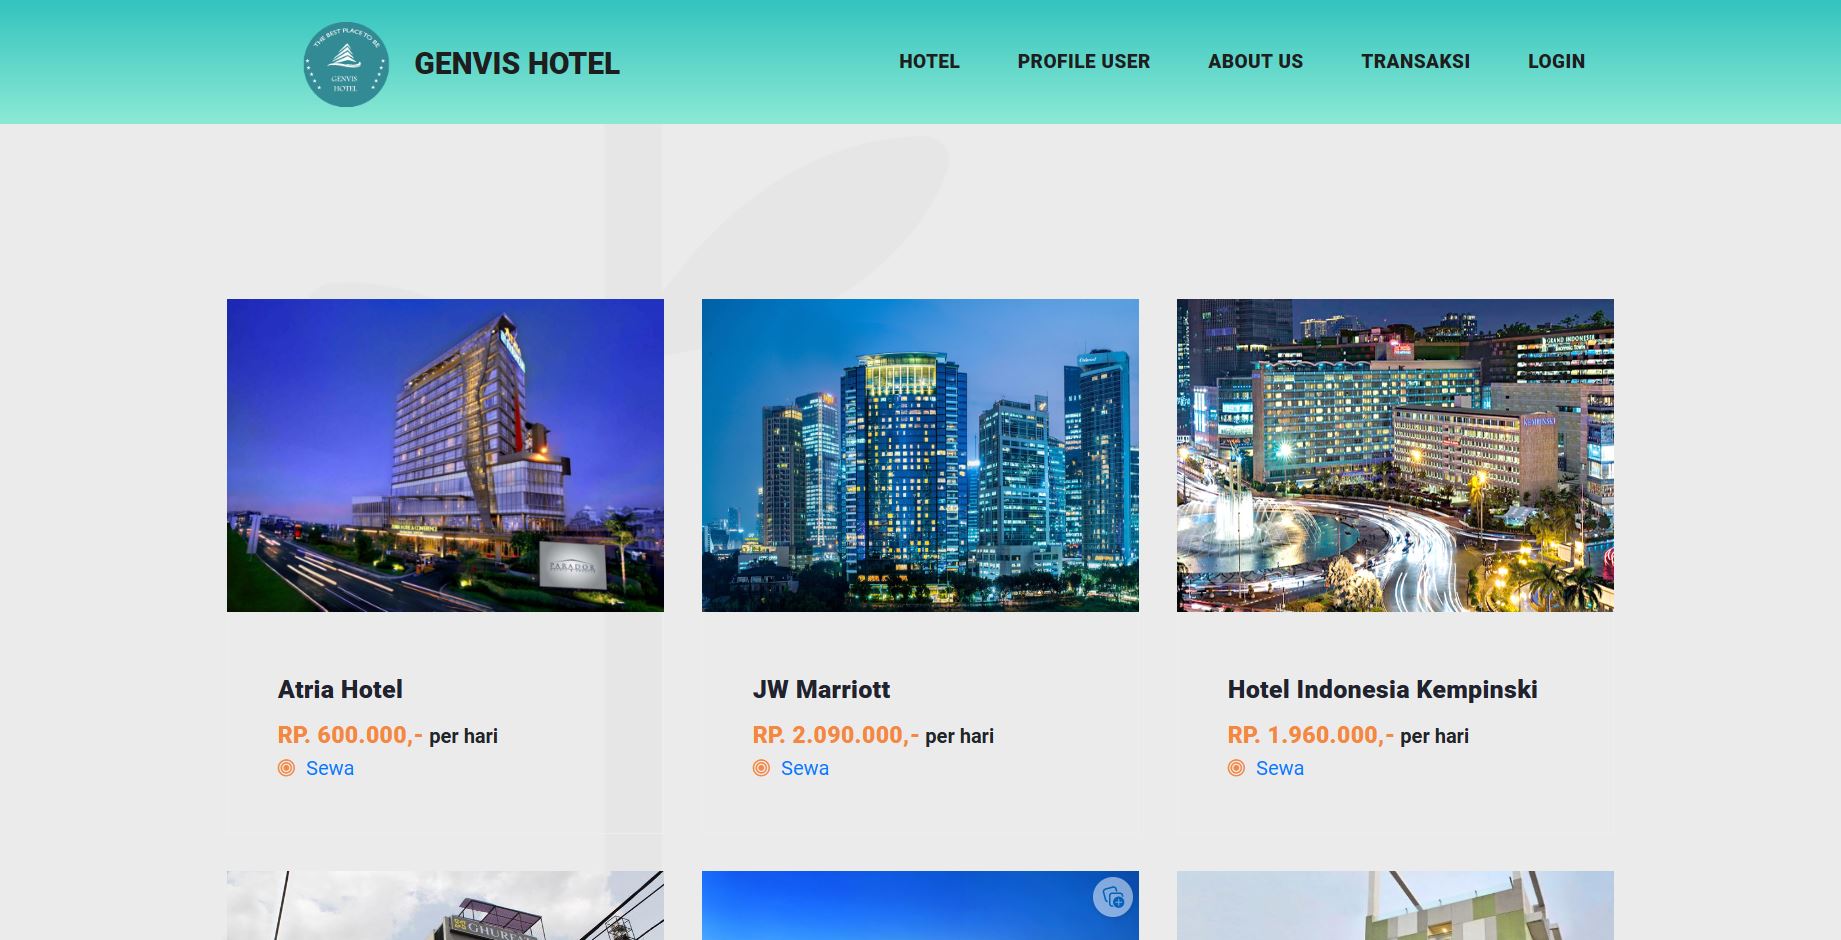 THE BEST PLACE TO BE
GENVIS
HOTEL
GENVIS HOTEL
HOTEL
PROFILE USER
ABOUT US
TRANSAKSI
LOGIN
PARADOR
GRAND INDONESIA
KEMPINSKI
Atria Hotel
RP. 600.000,- per hari
Sewa
JW Marriott
RP. 2.090.000,- per hari
Sewa
Hotel Indonesia Kempinski
RP. 1.960.000,- per hari
Sewa